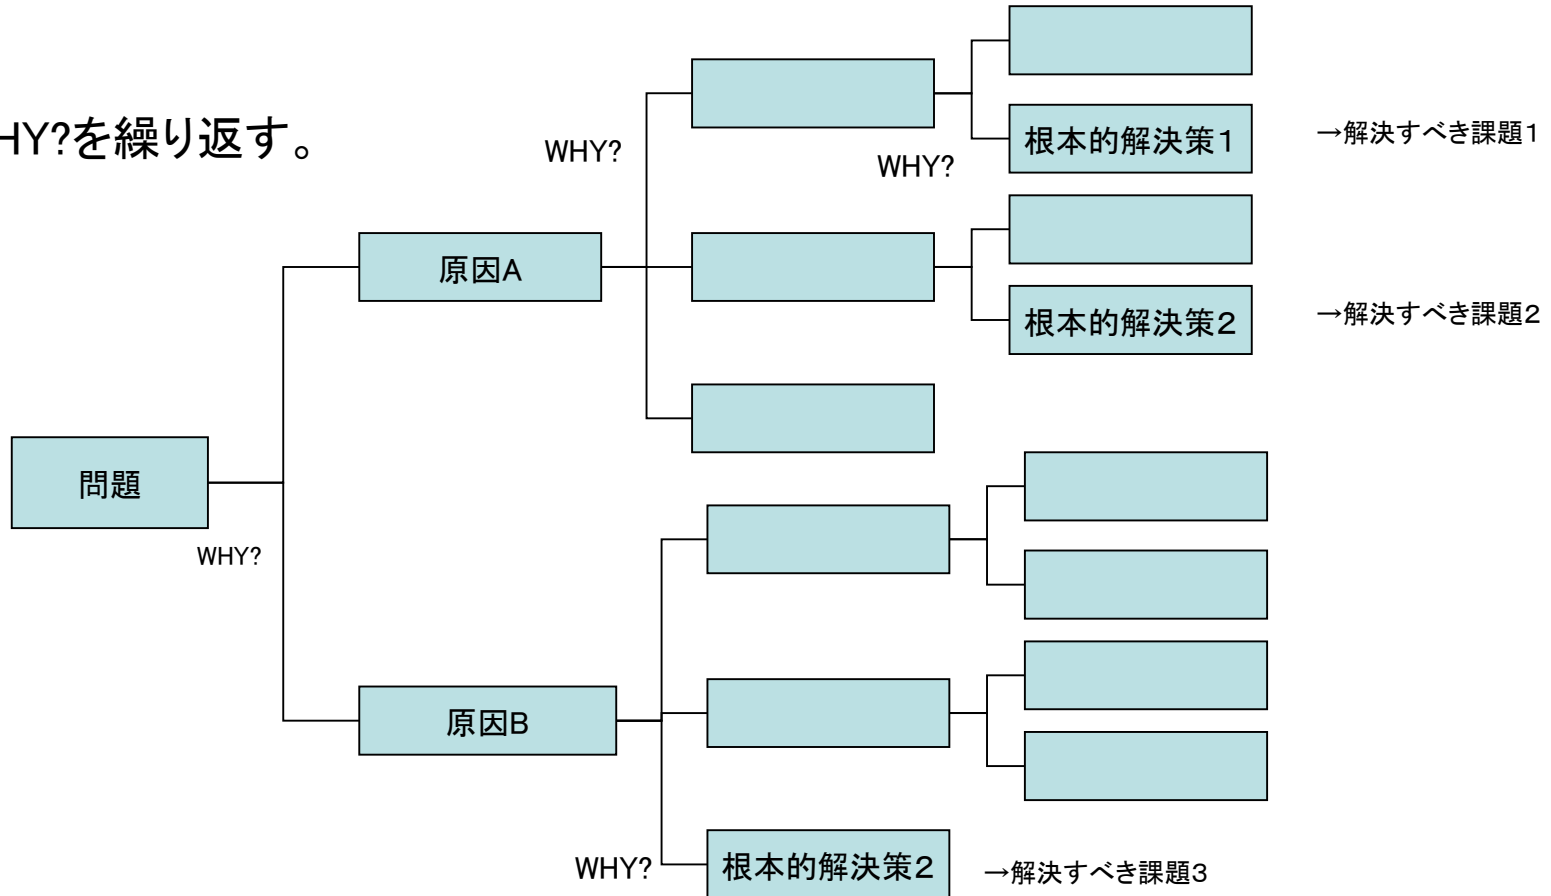 HY?を繰り返す。
WHY?
WHY?
根本的解決策1
→解決すべき課題1
原因A
根本的解決策2
→解決すべき課題2
問題
WHY?
原因B
WHY?
根本的解決策2
→解決すべき課題3